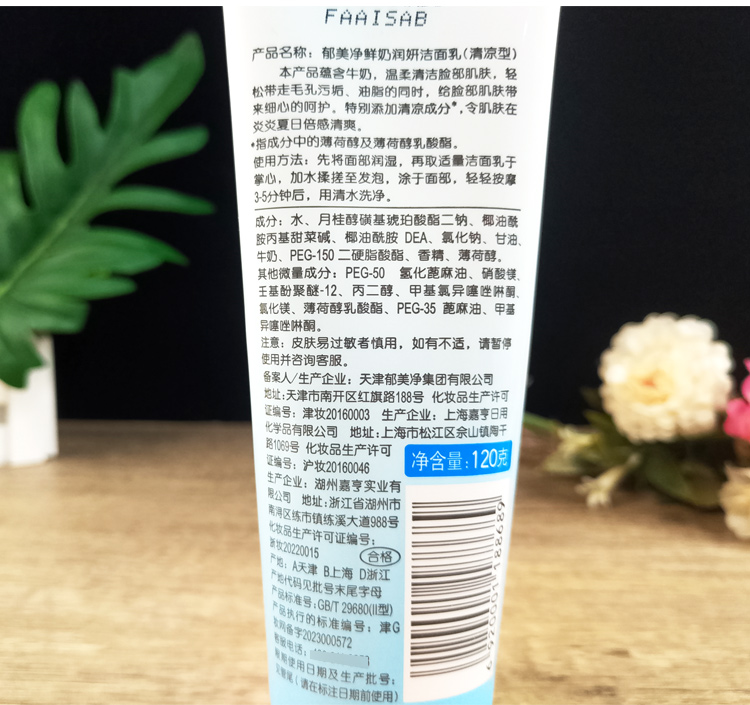 FAAISAB
产品名称：郁美净鲜奶润妍洁面乳(清凉型)
本产品蕴含牛奶，温柔清洁脸部肌肤，轻
松带走毛孔污垢、油脂的同时，给脸部肌肤带
来细心的呵护。特别添加清凉成分*，令肌肤在
炎炎夏日倍感清爽。
*指成分中的薄荷醇及薄荷醇乳酸酯。
使用方法：先将面部润湿，再取适量洁面乳于
掌心，加水揉搓至发泡，涂于面部，轻轻按摩
3-5分钟后，用清水洗净。
成分：水、月桂醇磺基琥珀酸酯二钠、椰油酰
胺丙基甜菜碱、椰油酰胺 DEA、氯化钠、甘油、
牛奶、PEG-150 二硬脂酸酯、香精、薄荷醇。
其他微量成分：PEG-50 氢化蓖麻油、硝酸镁、
壬基酚聚醚-12、丙二醇、甲基氯异噻唑啉酮、
氯化镁、薄荷醇乳酸酯、PEG-35 蓖麻油、甲基
异噻唑啉酮。
注意：皮肤易过敏者慎用，如有不适，请暂停
使用并咨询客服。
备案人/生产企业：天津郁美净集团有限公司
地址：天津市南开区红旗路188号 化妆品生产许可
证编号：津妆20160003 生产企业：上海嘉亨日用
化学品有限公司 地址：上海市松江区佘山镇陶干
路1069号 化妆品生产许可
证编号：沪妆20160046
净含量：120克
生产企业：湖州嘉亨实业有
限公司 地址：浙江省湖州市
南浔区练市镇练溪大道988号
化妆品生产许可证编号：
浙妆20220015
合格
产地：A天津 B上海 D浙江
产地代码见批号末尾字母
产品标准号：GB/T 29680(II型)
产品执行的标准编号：津G
妆网备字2023000572
客服电话：
限期使用日期及生产批号：
见管尾（请在标注日期前使用）
6920001188689